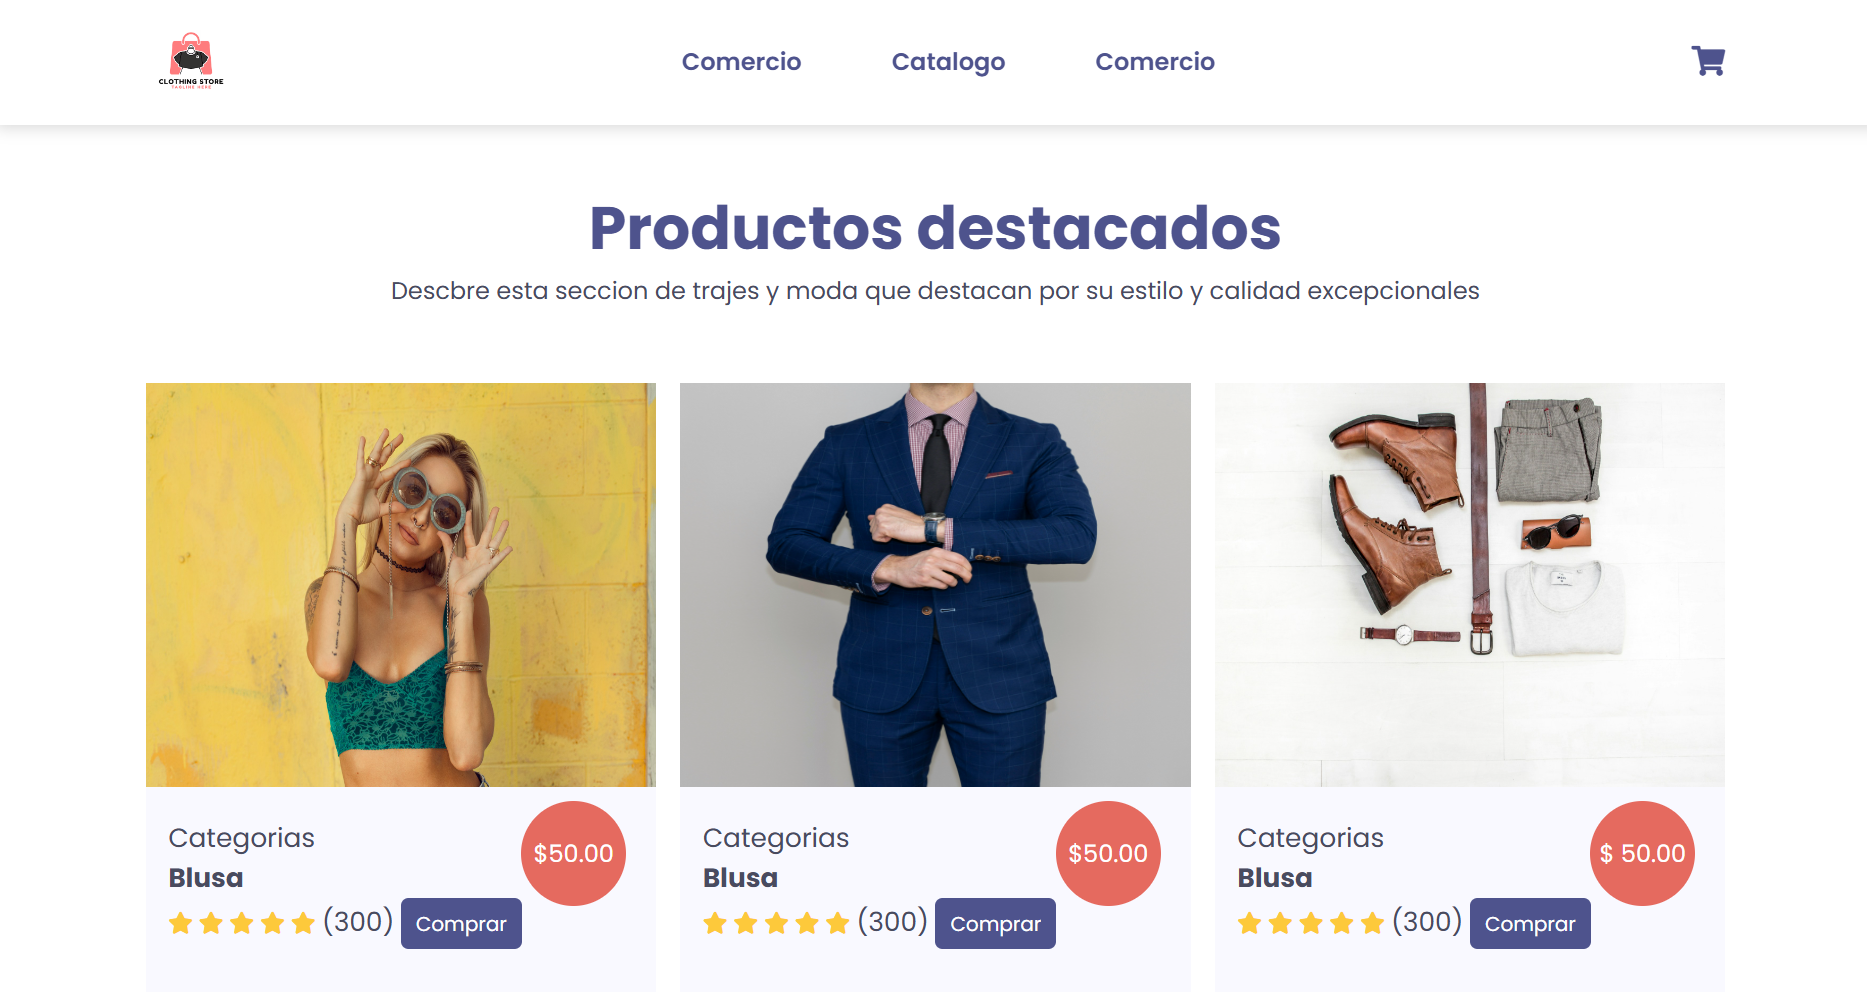 CLOTHING STORE
TAGLINE HERE
Comercio
Catalogo
Comercio
Productos destacados
Descbre esta seccion de trajes y moda que destacan por su estilo y calidad excepcionales
Categorias
$50.00
Blusa
(300)
Comprar
Categorias
$50.00
Blusa
(300)
Comprar
Categorias
$ 50.00
Blusa
(300)
Comprar